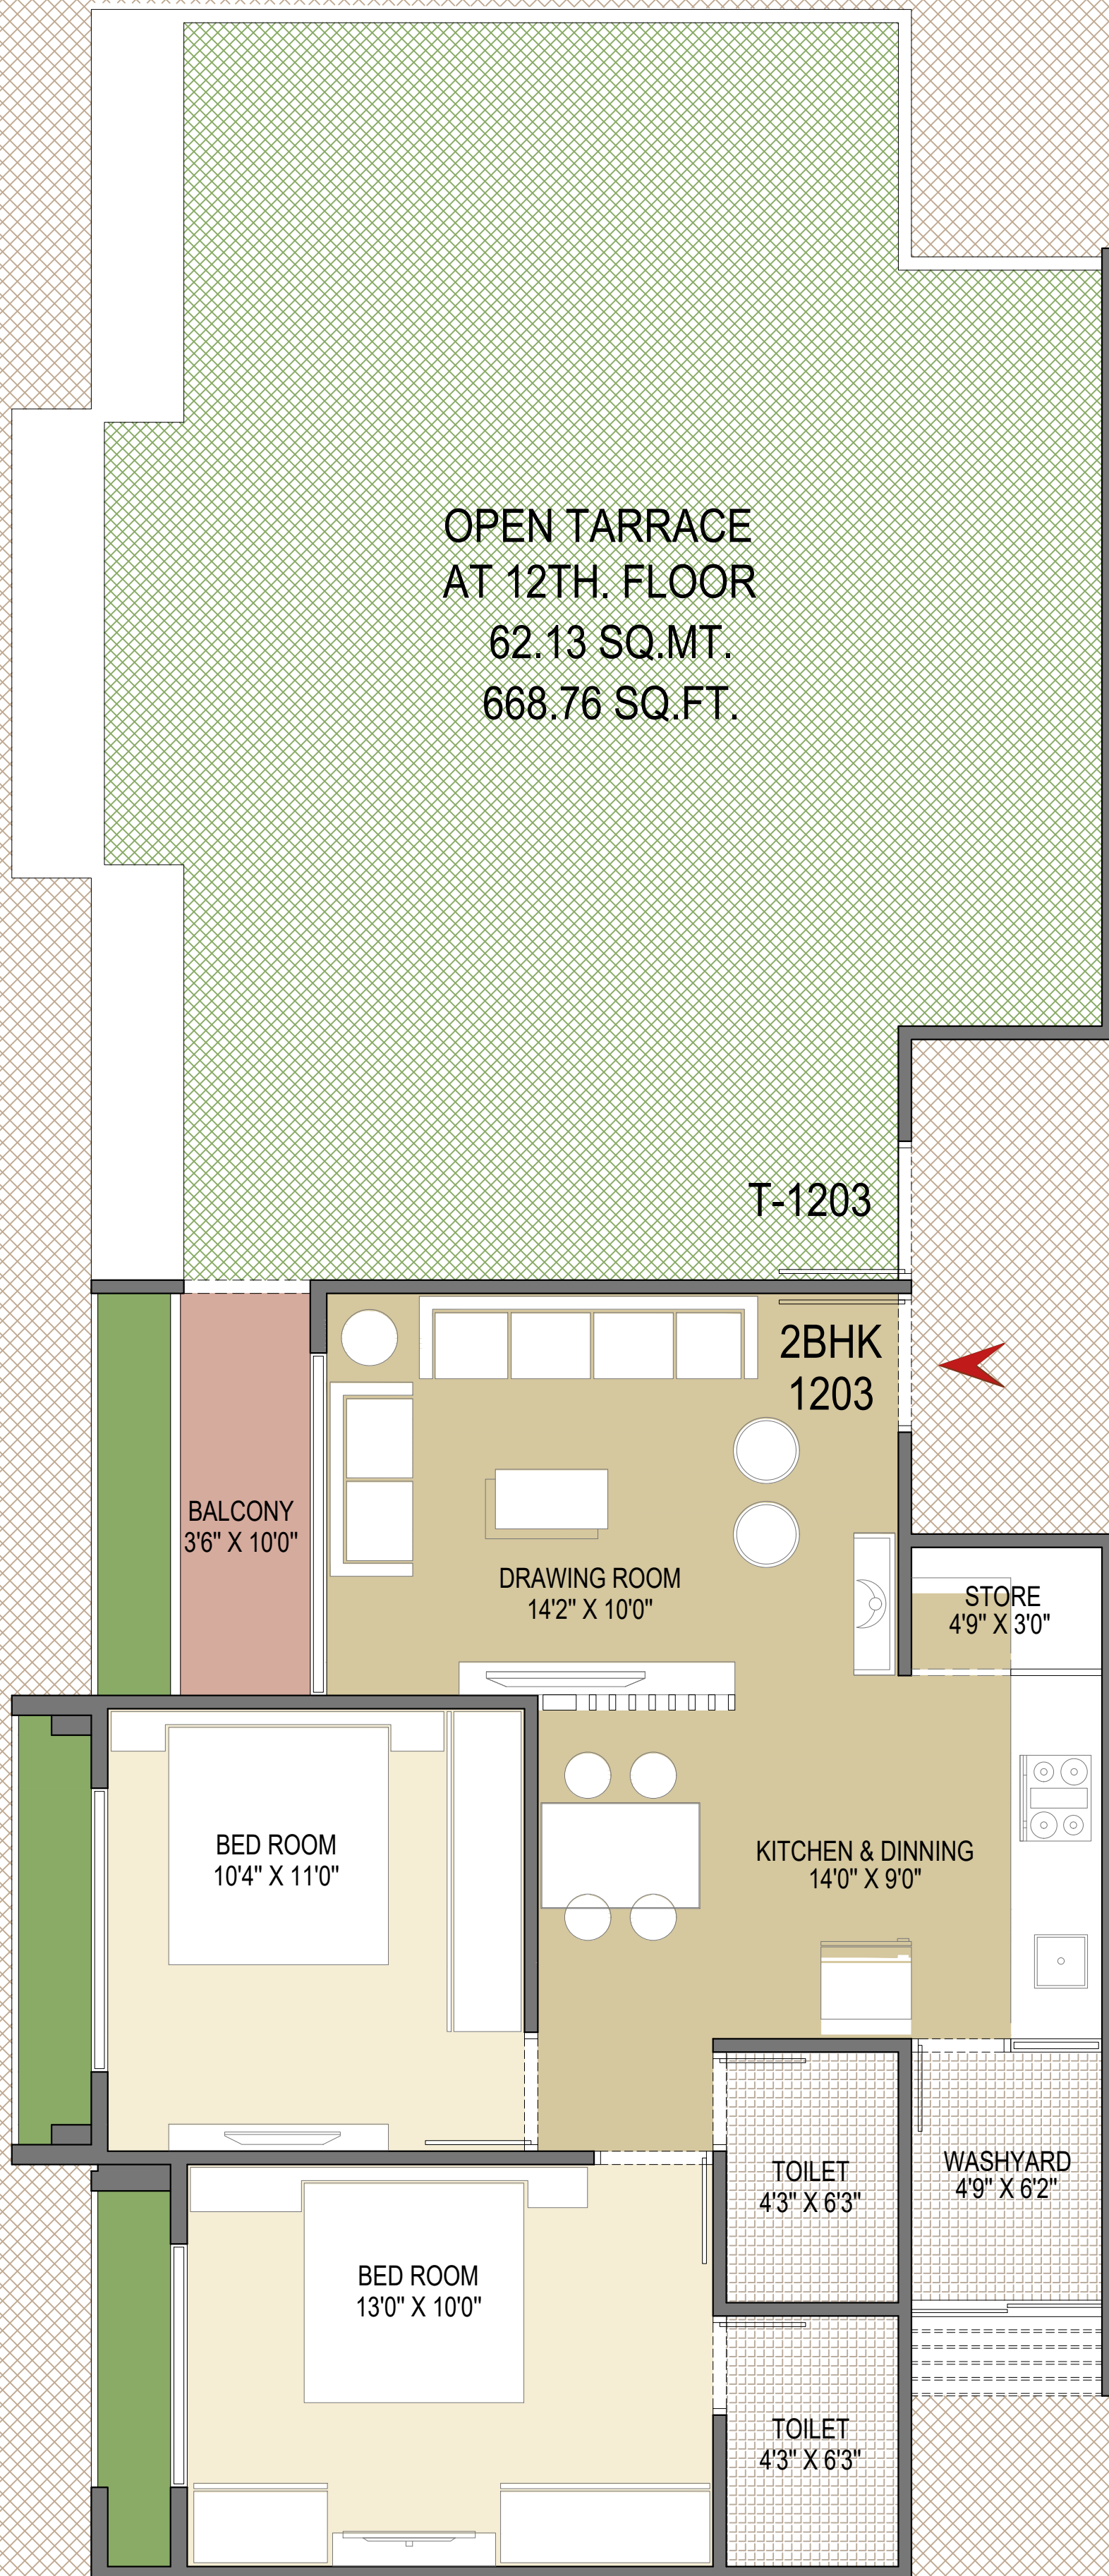 OPEN TARRACE
AT 12TH. FLOOR
62.13 SQ.MT.
668.76 SQ.FT.
T-1203
2BHK
1203
BALCONY
3'6" X 10'0"
DRAWING ROOM
14'2" X 10'0"
STORE
4'9" X 3'0"
BED ROOM
10'4" X 11'0"
KITCHEN & DINNING
14'0" X 9'0"
TOILET
4'3" X 6'3"
WASHYARD
4'9" X 6'2"
BED ROOM
13'0" X 10'0"
TOILET
4'3" X 6'3"